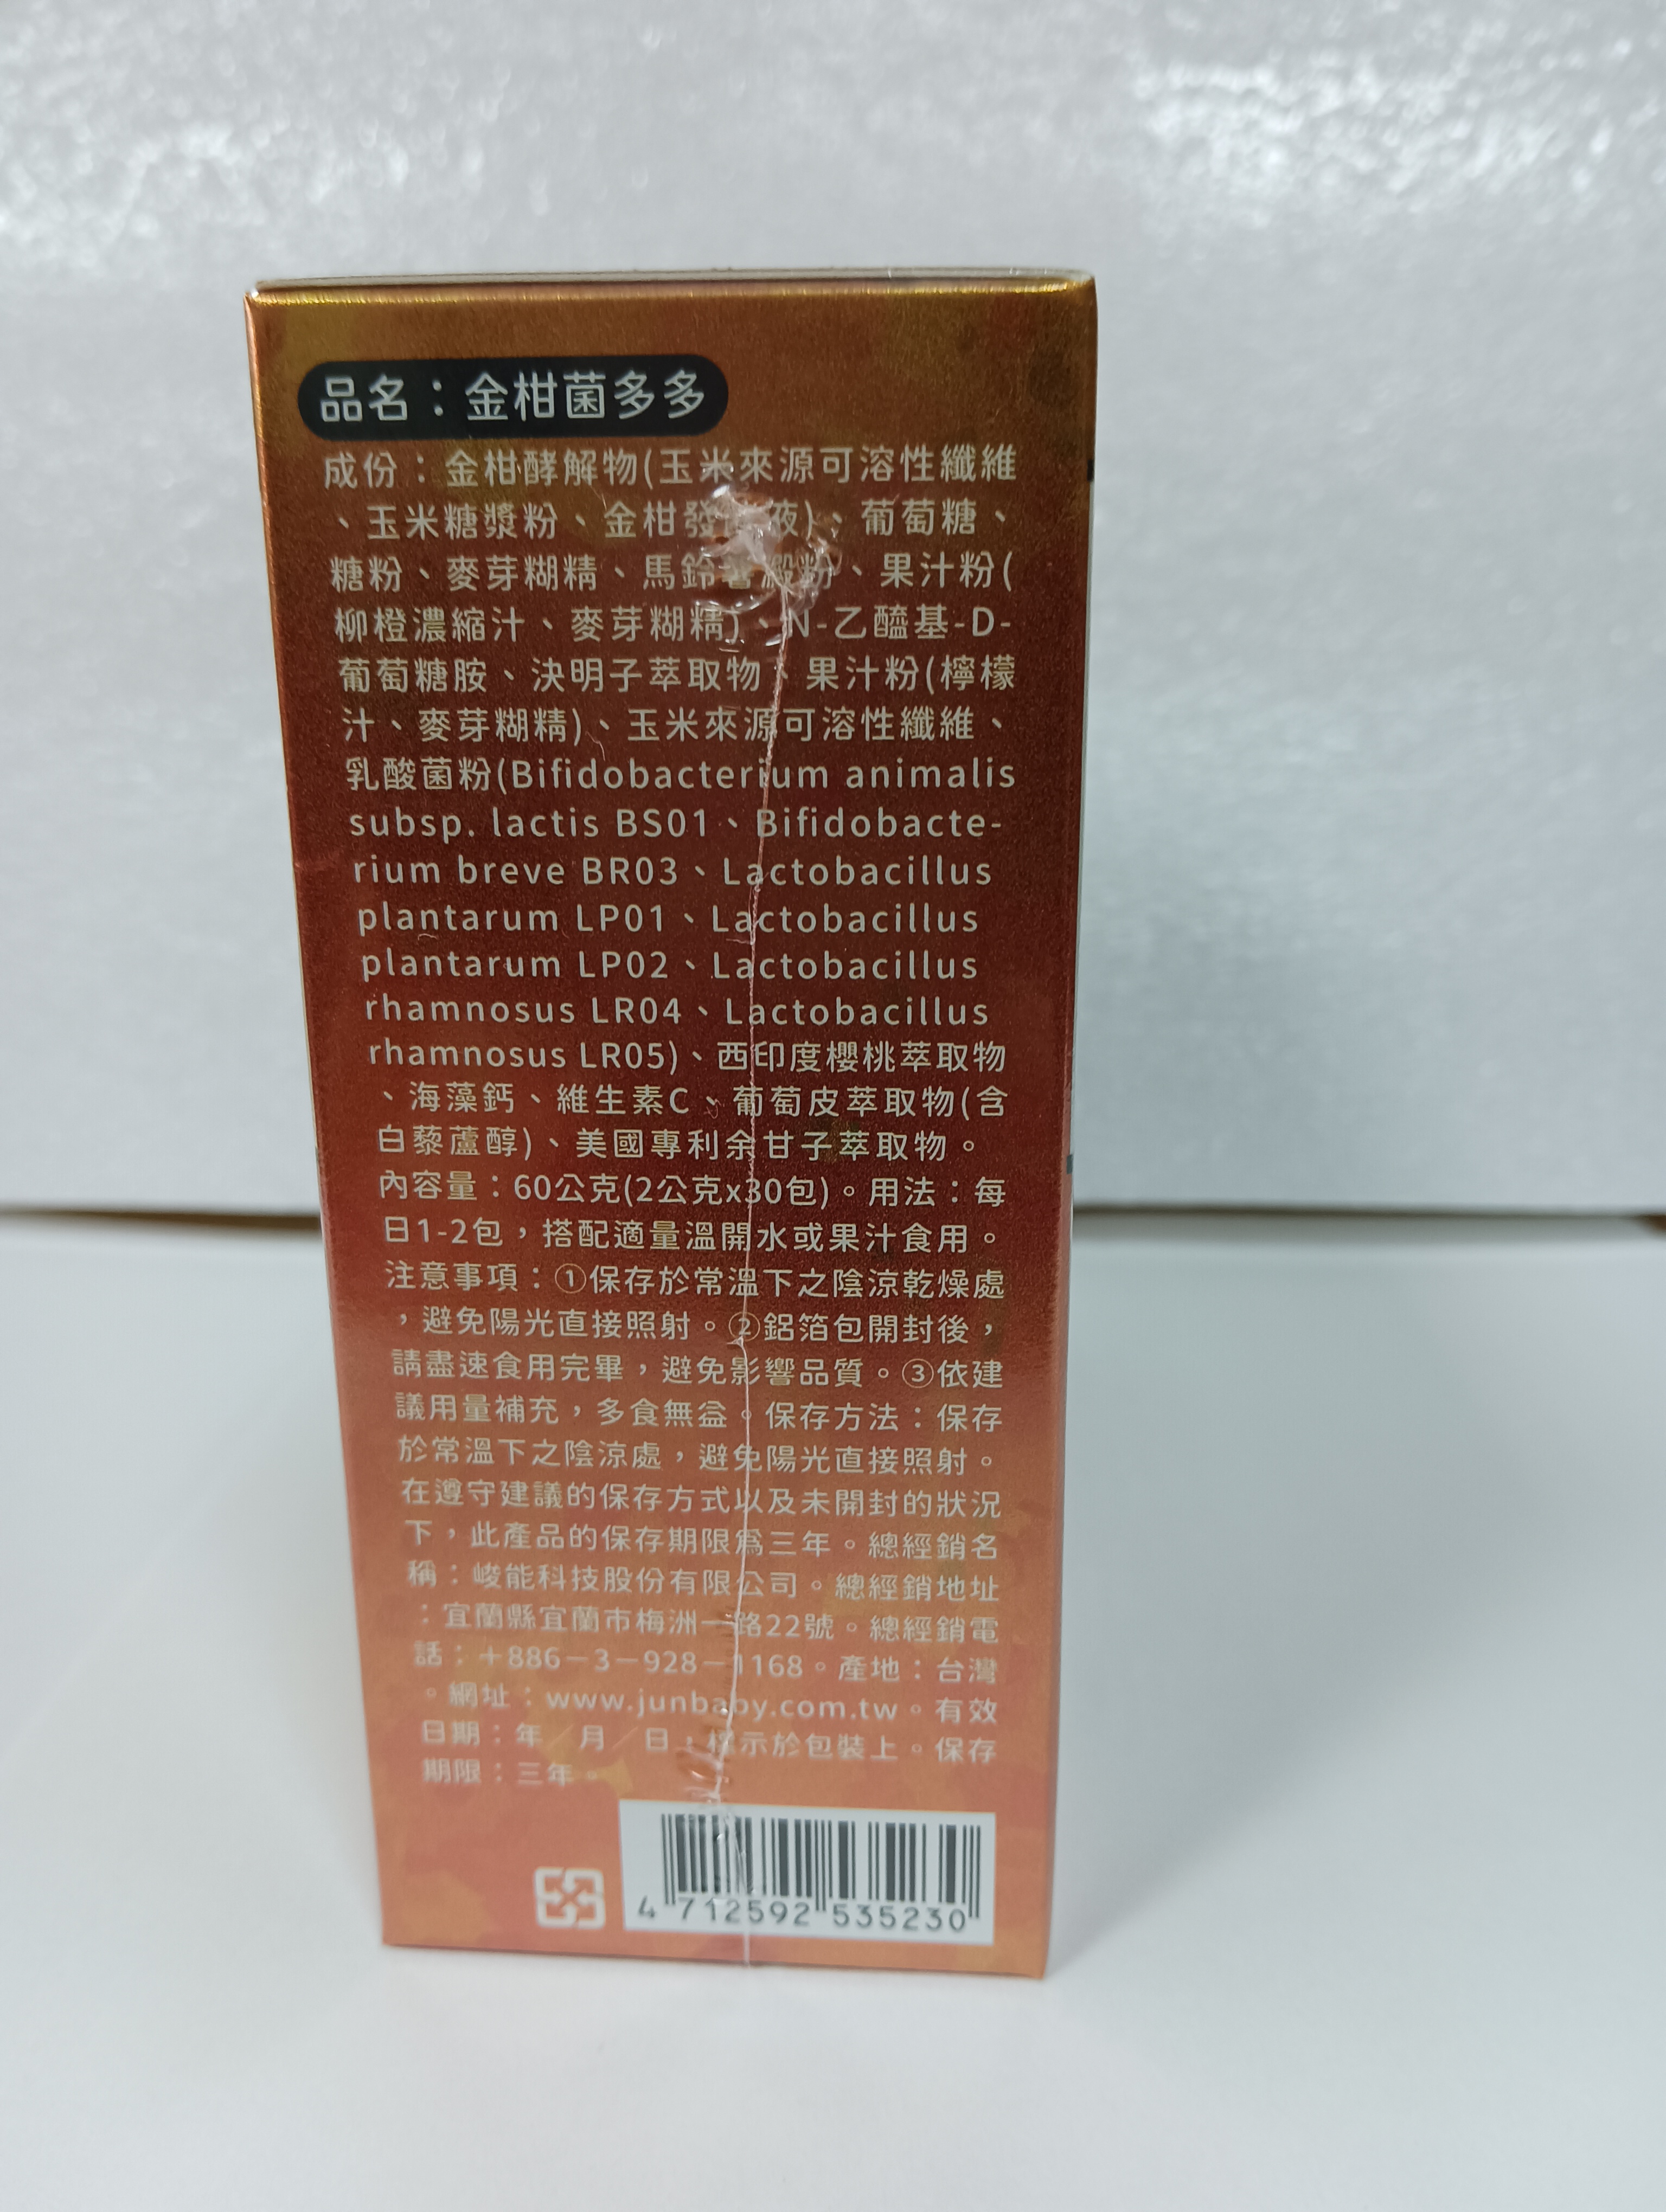 品名：金柑菌多多
成份：金柑酵解物(玉米來源可溶性纖維
、玉米糖漿粉、金柑發液)、葡萄糖、
糖粉、麥芽糊精、馬鈴澱粉、果汁粉(
柳橙濃縮汁、麥芽糊精)、N-乙醯基-D-
葡萄糖胺、決明子萃取物、果汁粉(檸檬
汁、麥芽糊精)、玉米來源可溶性纖維、
乳酸菌粉(Bifidobacterium animalis
subsp. lactis BS01、Bifidobacte-
rium breve BR03、Lactobacillus
plantarum LP01、Lactobacillus
plantarum LP02、Lactobacillus
rhamnosus LR04、Lactobacillus
rhamnosus LR05)、西印度櫻桃萃取物
、海藻鈣、維生素C、葡萄皮萃取物(含
白藜蘆醇)、美國專利余甘子萃取物。
內容量：60公克(2公克x30包)。用法：每
日1-2包，搭配適量溫開水或果汁食用。
注意事項：①保存於常溫下之陰涼乾燥處
，避免陽光直接照射。②鋁箔包開封後，
請盡速食用完畢，避免影響品質。③依建
議用量補充，多食無益。保存方法：保存
於常溫下之陰涼處，避免陽光直接照射。
在遵守建議的保存方式以及未開封的狀況
下，此產品的保存期限為三年。總經銷名
稱：峻能科技股份有限公司。總經銷地址
：宜蘭縣宜蘭市梅洲一路22號。總經銷電
話：＋886－3－928－1168。產地：台灣
。網址：www.junbaby.com.tw。有效
日期：年／月／日，標示於包裝上。保存
期限：三年。
4 712592 535230